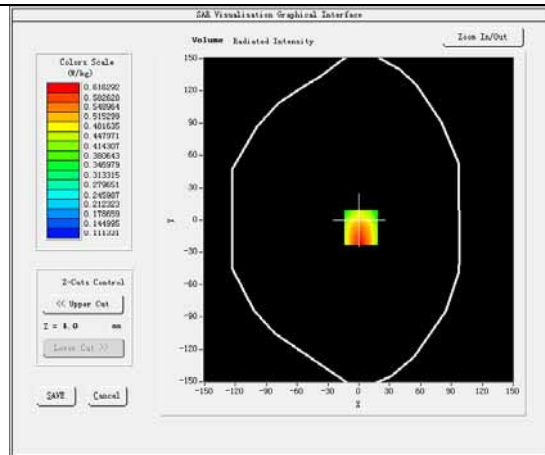 SAR Visualisation Graphical Interface
Volume Radiated Intensity
Zoom In/Out
Colors Scale
(W/kg)
0.616292
0.582628
0.548964
0.515299
0.481635
0.447971
0.414307
0.380643
0.346979
0.313315
0.279651
0.245987
0.212323
0.178659
0.144995
0.111331
Z-Cuts Control
<< Upper Cut
Z = 4.0 mm
Lower Cut >>
SAVE
Cancel
150
120
90
60
30
0
-30
-60
-90
-120
-150
Y
-150 -120 -90 -60 -30 0 30 60 90 120 150
X